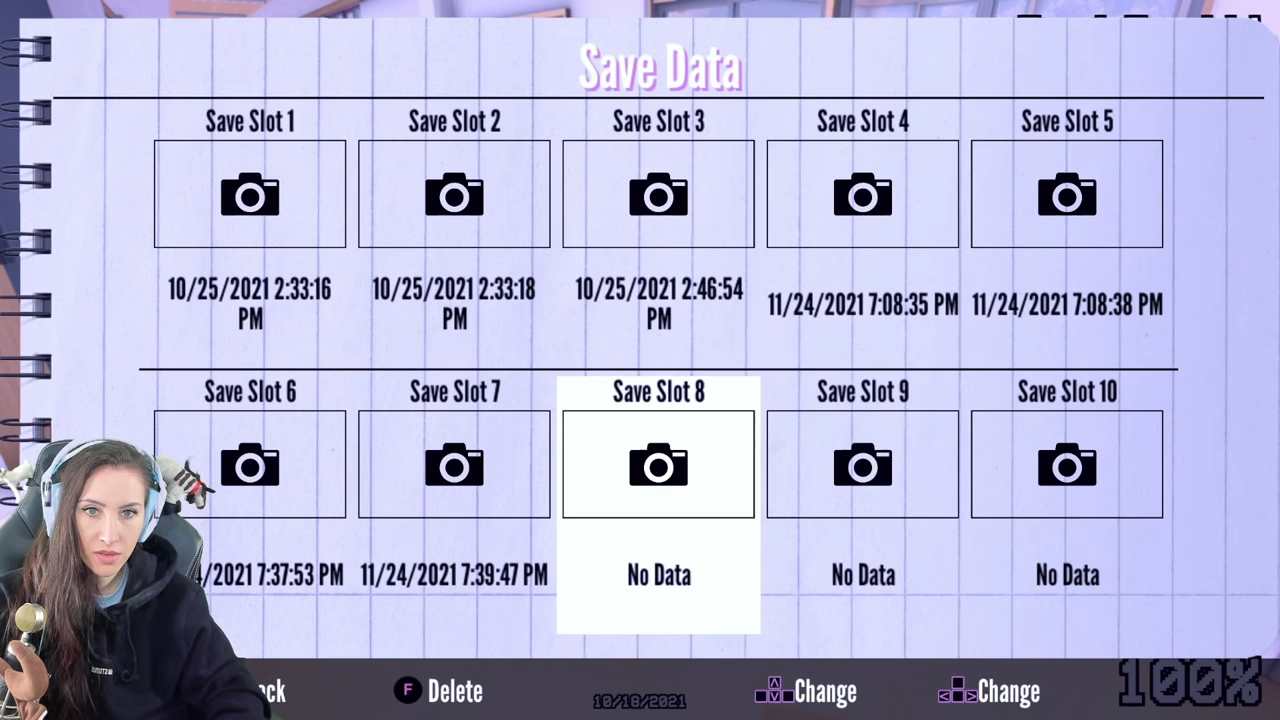 Save Data
Save Slot 1
Save Slot 2
Save Slot 3
Save Slot 4
Save Slot 5
10/25/2021 2:33:16
PM
10/25/2021 2:33:18
PM
10/25/2021 2:46:54
PM
11/24/2021 7:08:35 PM
11/24/2021 7:08:38 PM
Save Slot 6
Save Slot 7
Save Slot 8
Save Slot 9
Save Slot 10
/2021 7:37:53 PM
11/24/2021 7:39:47 PM
No Data
No Data
No Data
F Delete
10/18/2021
Change
Change
100%